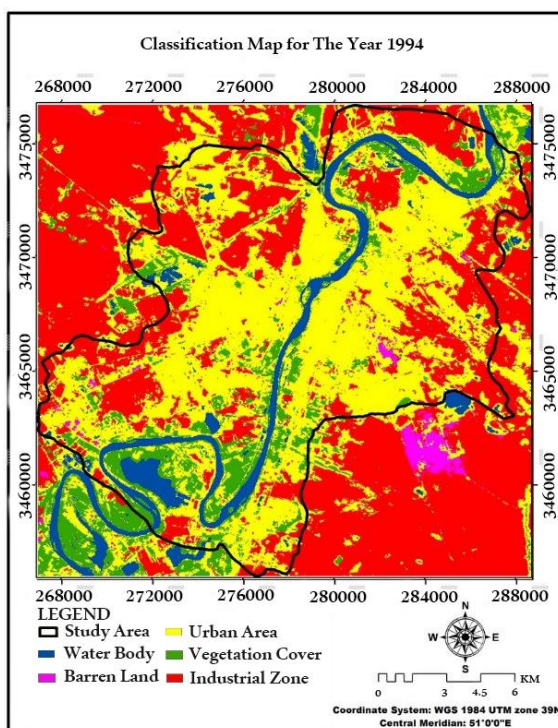 Classification Map for The Year 1994
268000 272000 276000 280000 284000 288000
3475000 3475000
3470000 3470000
3465000 3465000
3460000 3460000
268000 272000 276000 280000 284000 288000
LEGEND
Study Area Urban Area
Water Body Vegetation Cover
Barren Land Industrial Zone
N
W E
S
0 3 4.5 6 KM
Coordinate System: WGS 1984 UTM zone 39N
Central Meridian: 51°0'0"E